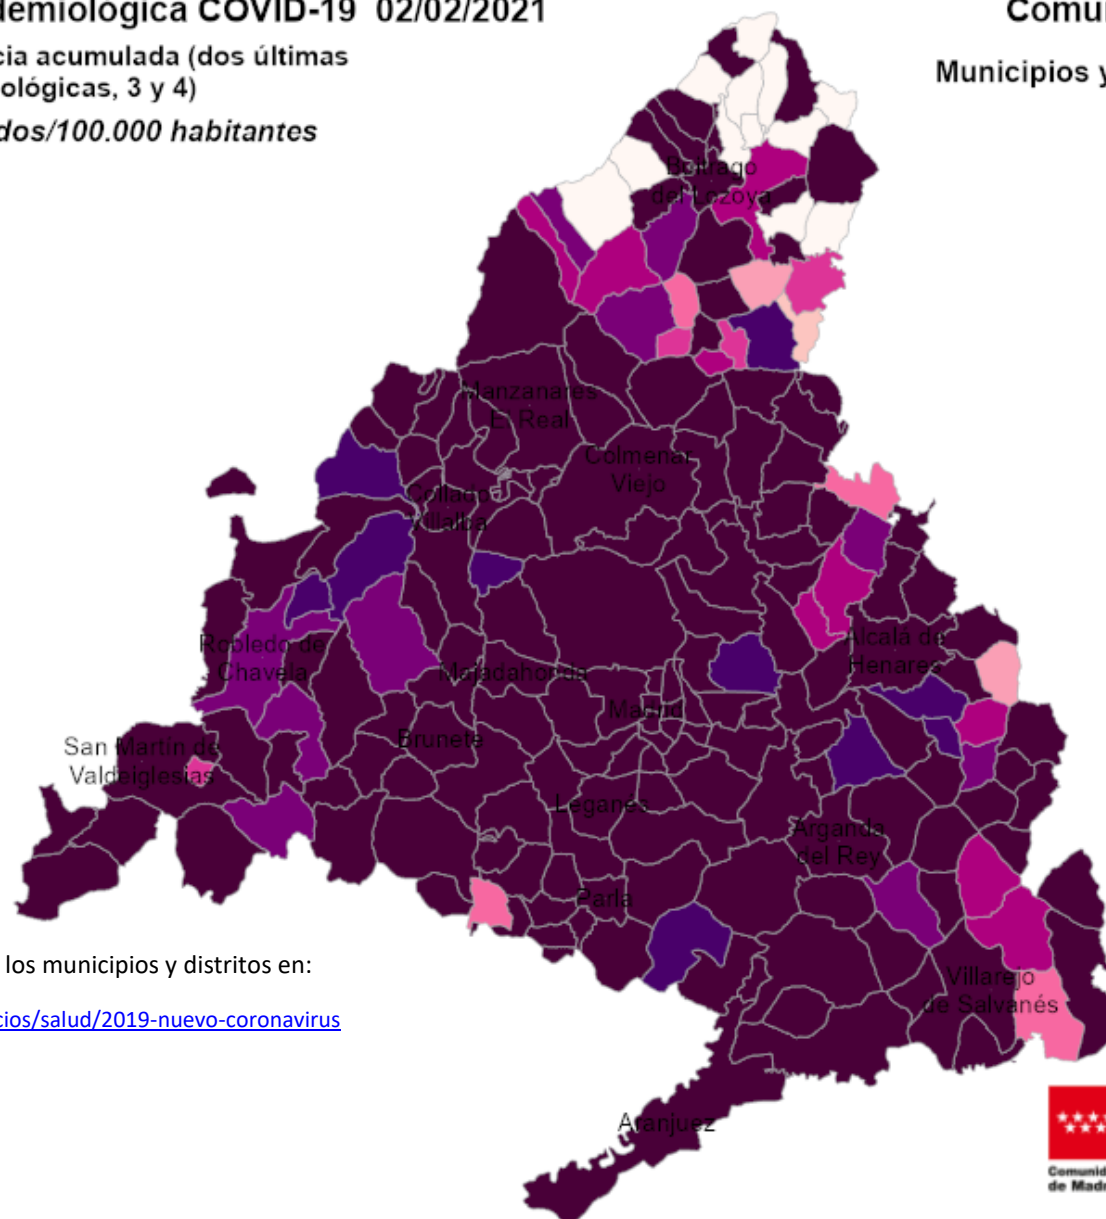 demiológica COVID-19 02/02/2021
cia acumulada (dos últimas
ológicas, 3 y 4)
dos/100.000 habitantes
Comu
Municipios y
Buitrago
del Lozoya
Manzanares
El Real
Colmenar
Viejo
Collado
Villalba
Robledo de
Chavela
Majadahonda
Alcalá de
Henares
Madrid
Brunete
San Martín de
Valdeiglesias
Leganés
Arganda
del Rey
Parla
los municipios y distritos en:
cios/salud/2019-nuevo-coronavirus
Villarejo
de Salvanés
Aranjuez
Comunid
de Madr